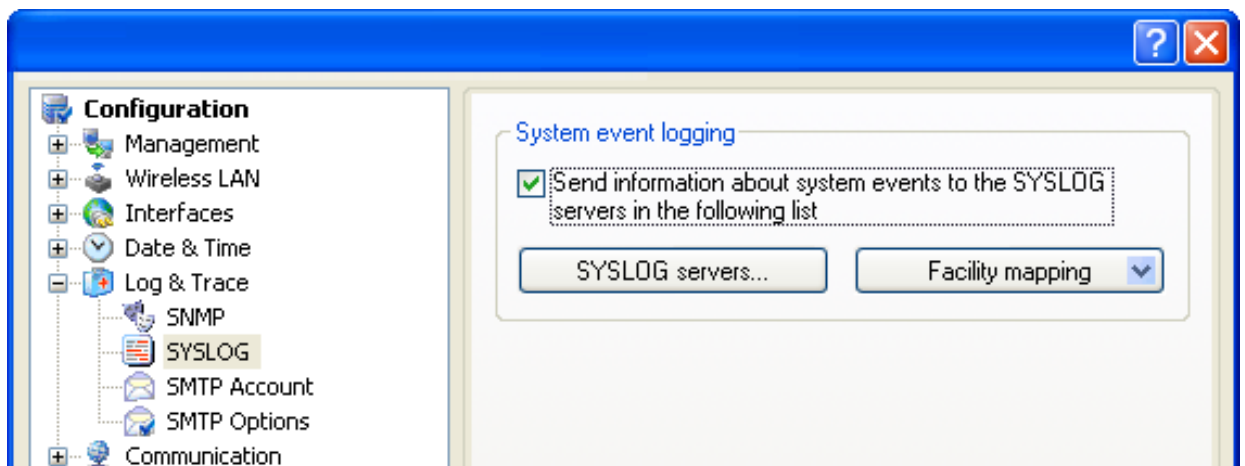 Configuration
Management
Wireless LAN
Interfaces
Date & Time
Log & Trace
SNMP
SYSLOG
SMTP Account
SMTP Options
Communication
System event logging
Send information about system events to the SYSLOG
servers in the following list
SYSLOG servers...
Facility mapping